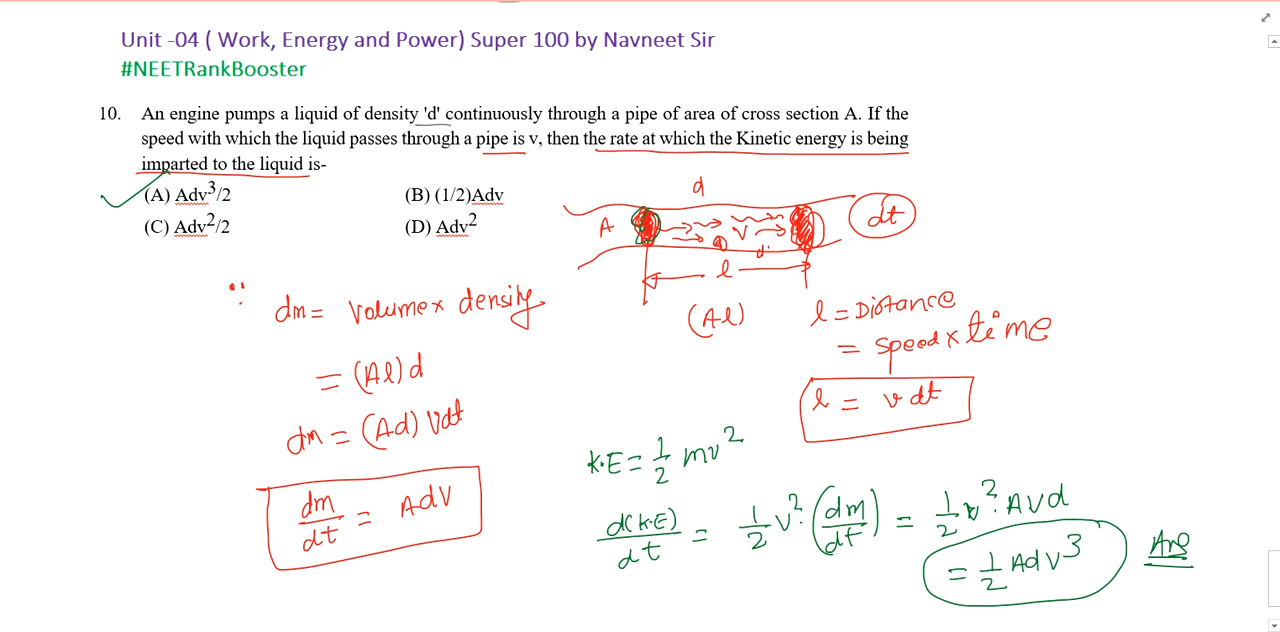 Unit -04 ( Work, Energy and Power) Super 100 by Navneet Sir
#NEETRankBooster
10. An engine pumps a liquid of density 'd' continuously through a pipe of area of cross section A. If the
speed with which the liquid passes through a pipe is v, then the rate at which the Kinetic energy is being
imparted to the liquid is-
(A) Adv³/2 (B) (1/2)Adv
(C) Adv²/2 (D) Adv²
d
A v dt
d
l
(Al)
∵ dm = Volume x density
= (Al) d
dm = (Ad) vdt
dm/dt = Adv
l = Distance
= Speed x time
l = v dt
K.E = 1/2 mv²
d(K.E)/dt = 1/2 v² (dm/dt) = 1/2 v² Avd
= 1/2 Adv³ Ans